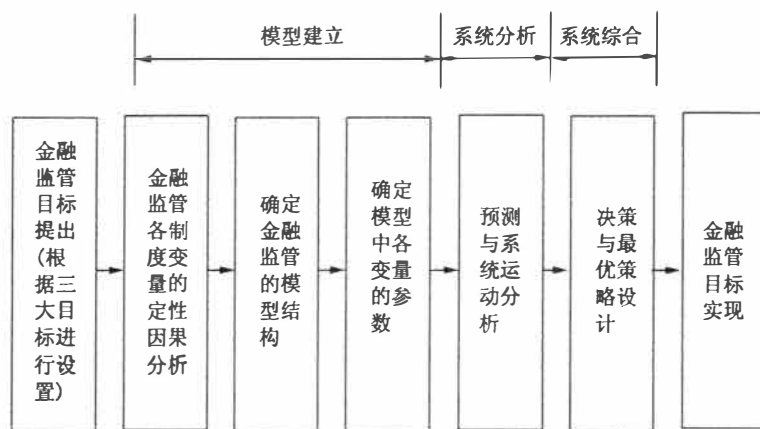 模型建立
系统分析
系统综合
金融
监管
目标
提出
(根
据三
大目
标进
行设
置)
金融
监管
各制
度变
量的
定性
因果
分析
确定
金融
监管
的模
型结
构
确定
模型
中各
变量
的参
数
预测
与系
统运
动分
析
决策
与最
优策
略设
计
金融
监管
目标
实现